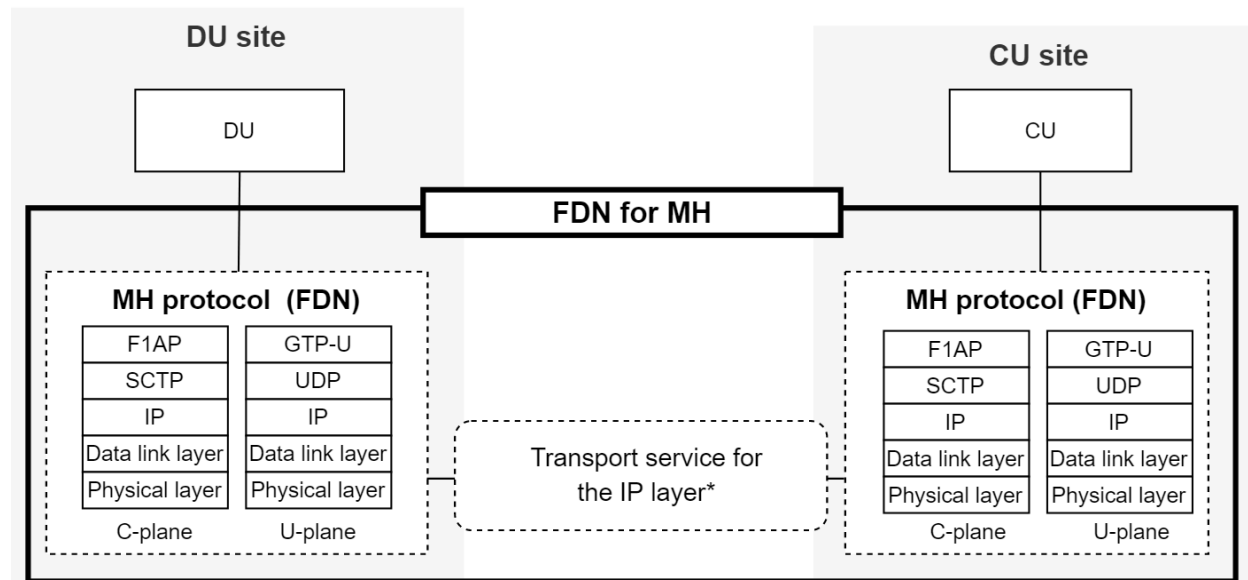 DU site
CU site
DU
CU
FDN for MH
MH protocol (FDN)
F1AP
SCTP
IP
Data link layer
Physical layer
C-plane
GTP-U
UDP
IP
Data link layer
Physical layer
U-plane
Transport service for
the IP layer*
MH protocol (FDN)
F1AP
SCTP
IP
Data link layer
Physical layer
C-plane
GTP-U
UDP
IP
Data link layer
Physical layer
U-plane